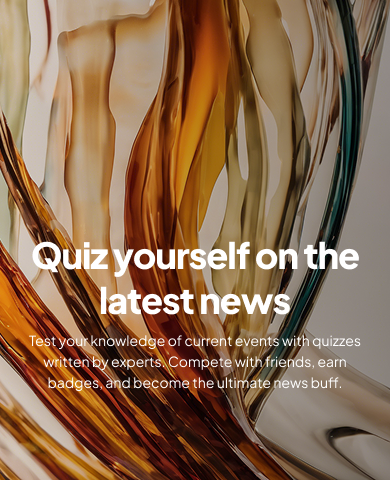 Quiz yourself on the
latest news
Test your knowledge of current events with quizzes
written by experts. Compete with friends, earn
badges, and become the ultimate news buff.